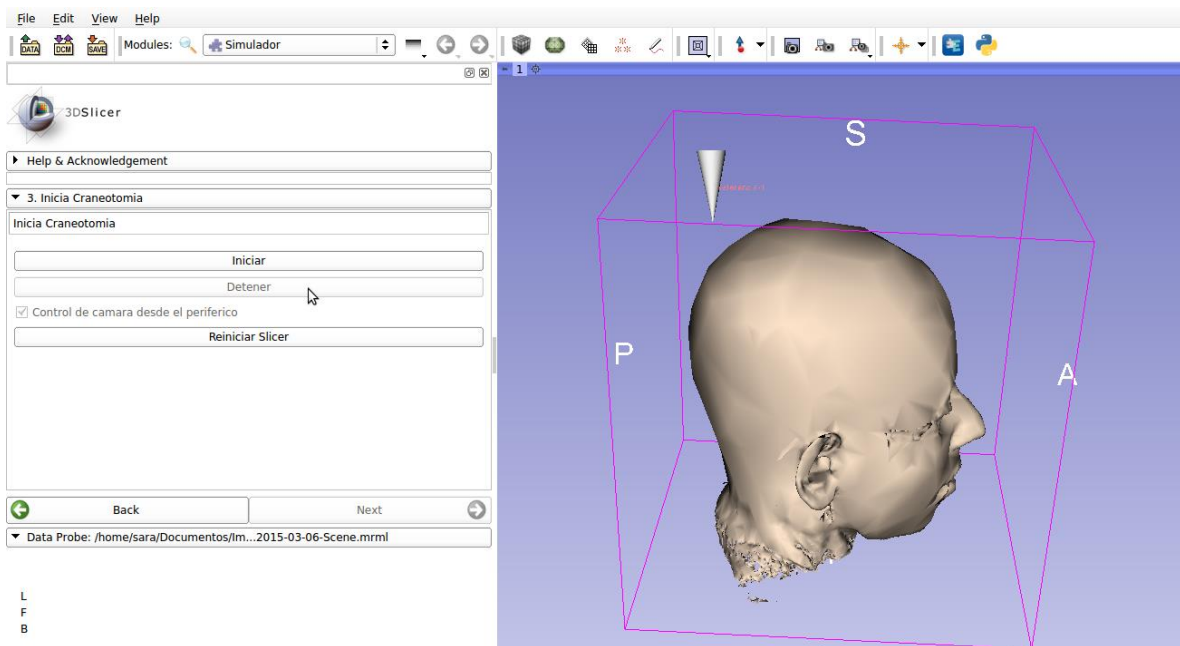 File Edit View Help
DATA DCM SAVE Modules: Simulador
1
3DSlicer
Help & Acknowledgement
3. Inicia Craneotomia
Inicia Craneotomia
Iniciar
Detener
Control de camara desde el periferico
Reiniciar Slicer
Back Next
Data Probe: /home/sara/Documentos/Im...2015-03-06-Scene.mrml
L
F
B
S
P
A